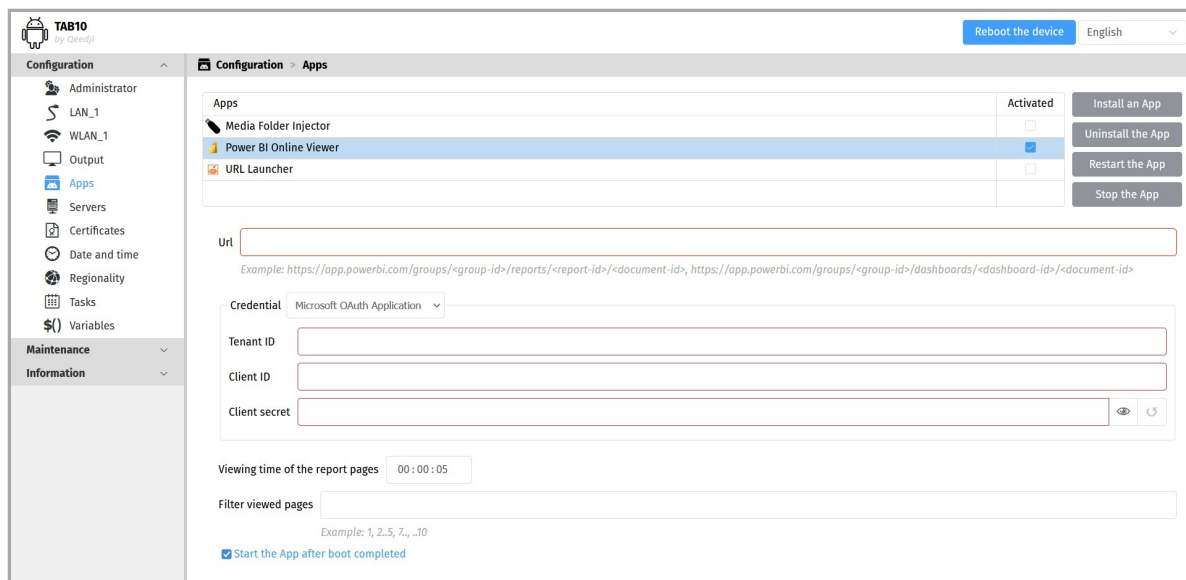 TAB10
by Qeedji
Reboot the device
English
Configuration
Configuration > Apps
Administrator
LAN_1
WLAN_1
Output
Apps
Servers
Certificates
Date and time
Regionality
Tasks
$() Variables
Maintenance
Information
Apps Activated
Media Folder Injector
Power BI Online Viewer
URL Launcher
Install an App
Uninstall the App
Restart the App
Stop the App
Url
Example: https://app.powerbi.com/groups/<group-id>/reports/<report-id>/<document-id>, https://app.powerbi.com/groups/<group-id>/dashboards/<dashboard-id>/<document-id>
Credential Microsoft OAuth Application
Tenant ID
Client ID
Client secret
Viewing time of the report pages 00 : 00 : 05
Filter viewed pages
Example: 1, 2..5, 7.., ..10
Start the App after boot completed